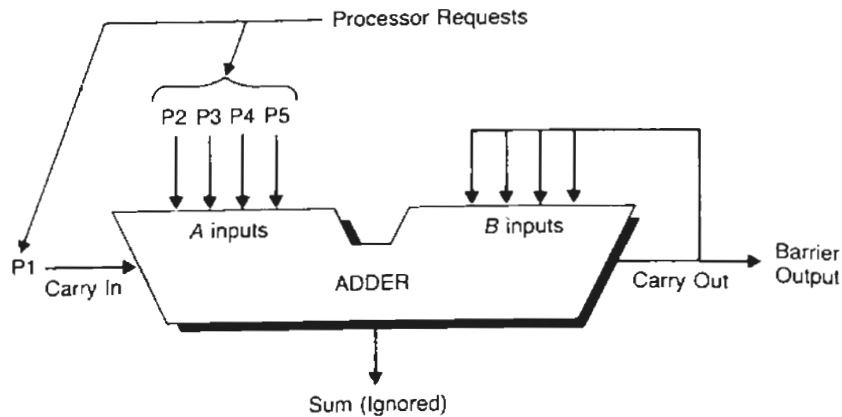 Processor Requests
P2 P3 P4 P5
A inputs
B inputs
P1
Carry In
ADDER
Carry Out
Barrier
Output
Sum (Ignored)